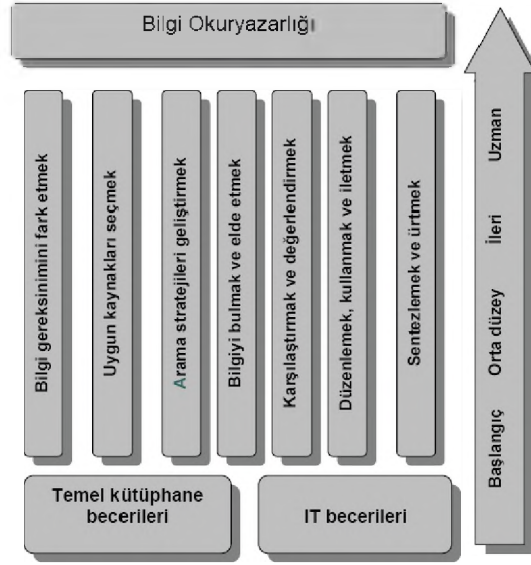 Bilgi Okuryazarlığı
Bilgi gereksinimini fark etmek
Uygun kaynakları seçmek
Arama stratejileri geliştirmek
Bilgiyi bulmak ve elde etmek
Karşılaştırmak ve değerlendirmek
Düzenlemek, kullanmak ve iletmek
Sentezlemek ve ürtmek
Başlangıç Orta düzey İleri Uzman
Temel kütüphane
becerileri
IT becerileri